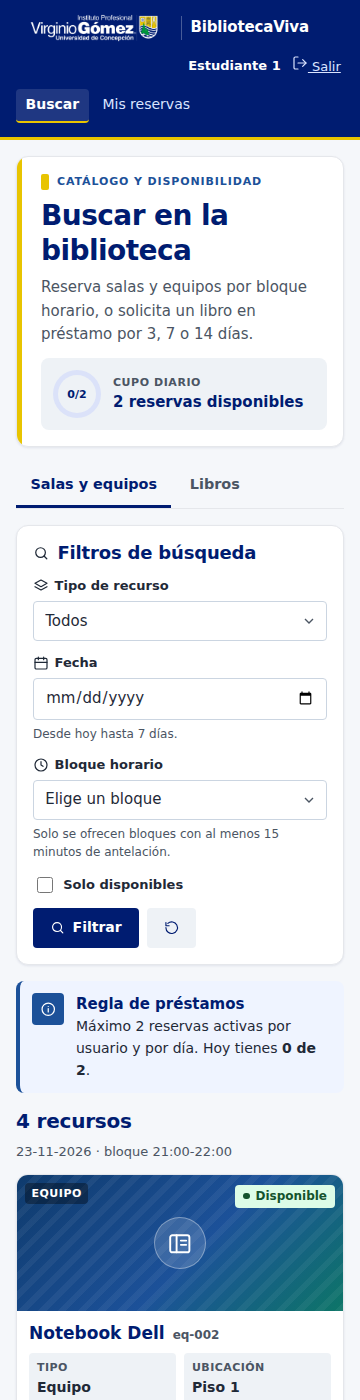 Instituto Profesional
VirginioGómez
Universidad de Concepción
BibliotecaViva
Estudiante 1 Salir
Buscar Mis reservas
CATÁLOGO Y DISPONIBILIDAD
Buscar en la
biblioteca
Reserva salas y equipos por bloque
horario, o solicita un libro en
préstamo por 3, 7 o 14 días.
0/2
CUPO DIARIO
2 reservas disponibles
Salas y equipos Libros
Filtros de búsqueda
Tipo de recurso
Todos
Fecha
mm/dd/yyyy
Desde hoy hasta 7 días.
Bloque horario
Elige un bloque
Solo se ofrecen bloques con al menos 15
minutos de antelación.
Solo disponibles
Filtrar
Regla de préstamos
Máximo 2 reservas activas por
usuario y por día. Hoy tienes 0 de
2.
4 recursos
23-11-2026 · bloque 21:00-22:00
EQUIPO
Disponible
Notebook Dell eq-002
TIPO
Equipo
UBICACIÓN
Piso 1